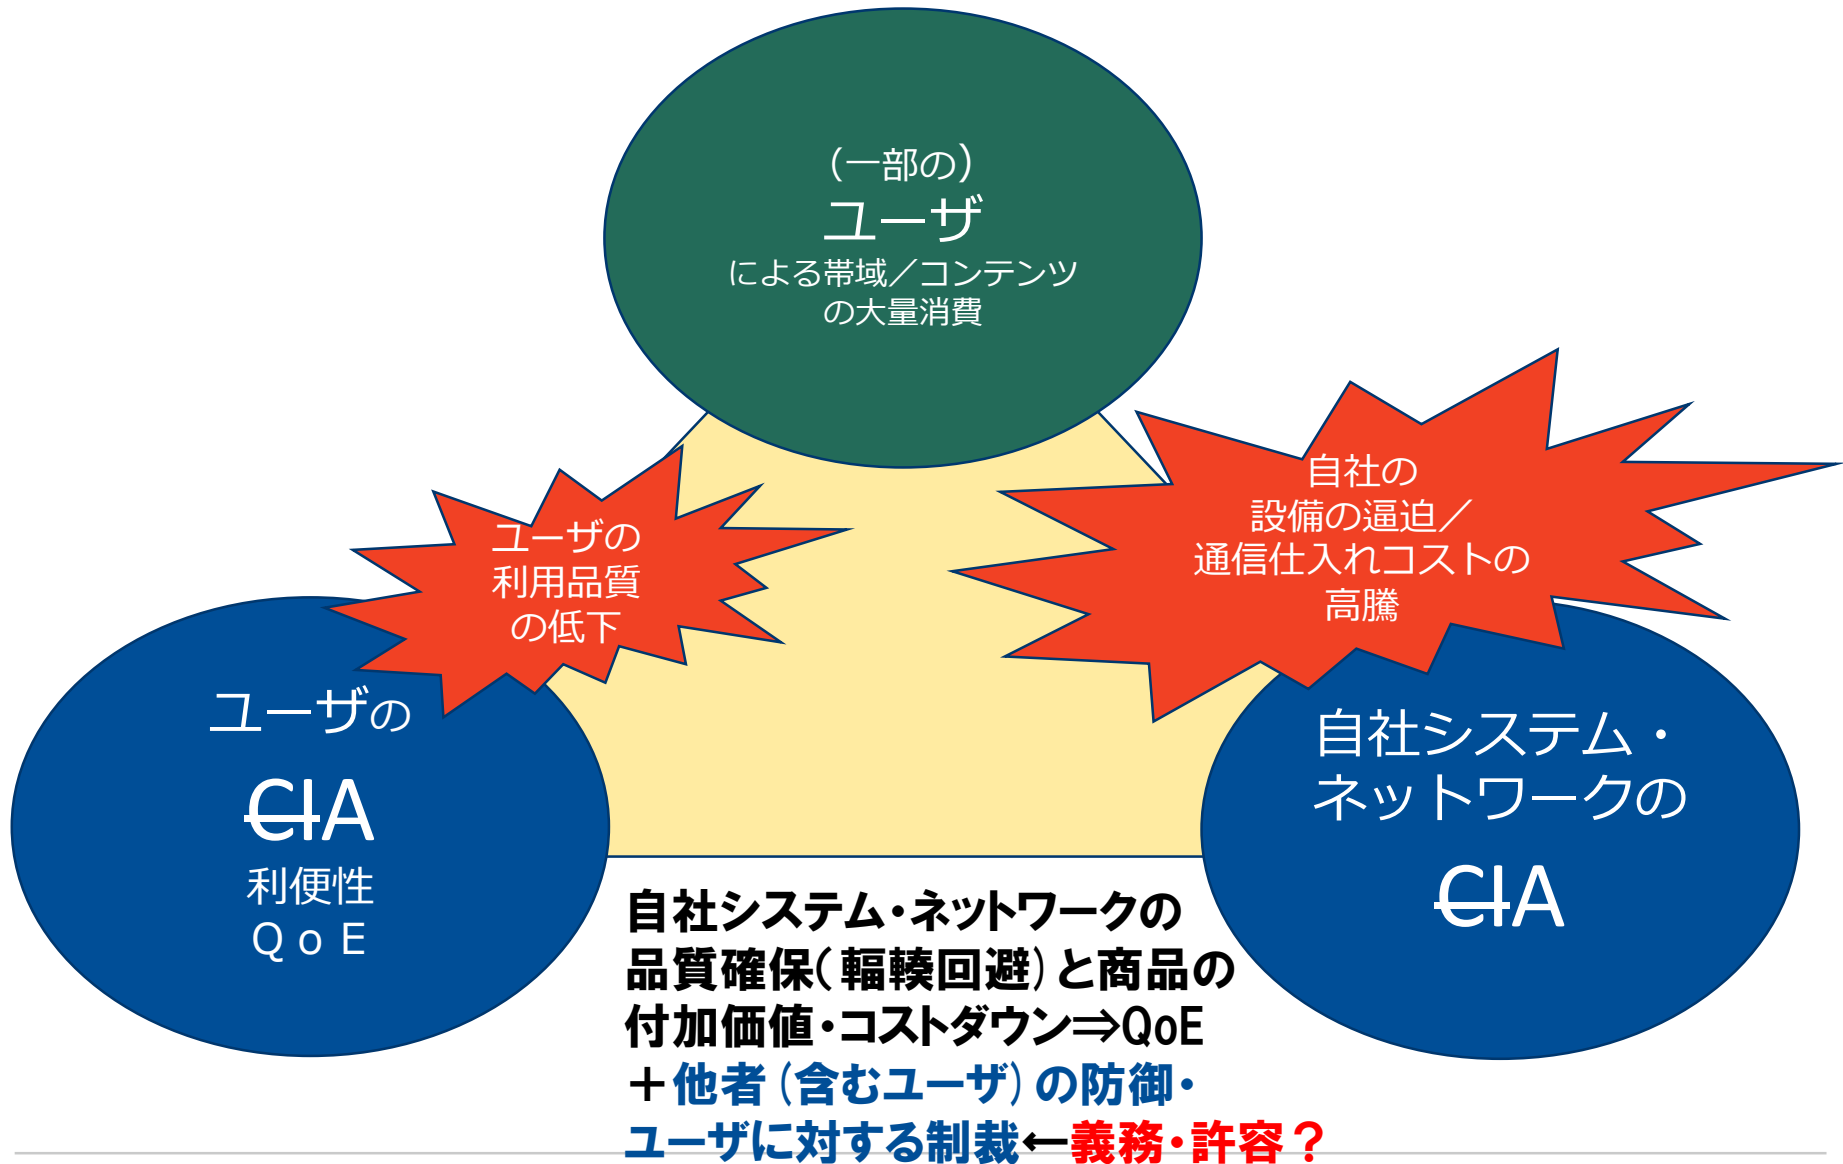 （一部の）
ユーザ
による帯域／コンテンツ
の大量消費
ユーザの
利用品質
の低下
自社の
設備の逼迫／
通信仕入れコストの
高騰
ユーザの
CIA
利便性
ＱｏＥ
自社システム・
ネットワークの
CIA
自社システム・ネットワークの
品質確保（輻輳回避）と商品の
付加価値・コストダウン⇒QoE
＋他者（含むユーザ）の防御・
ユーザに対する制裁←義務・許容？